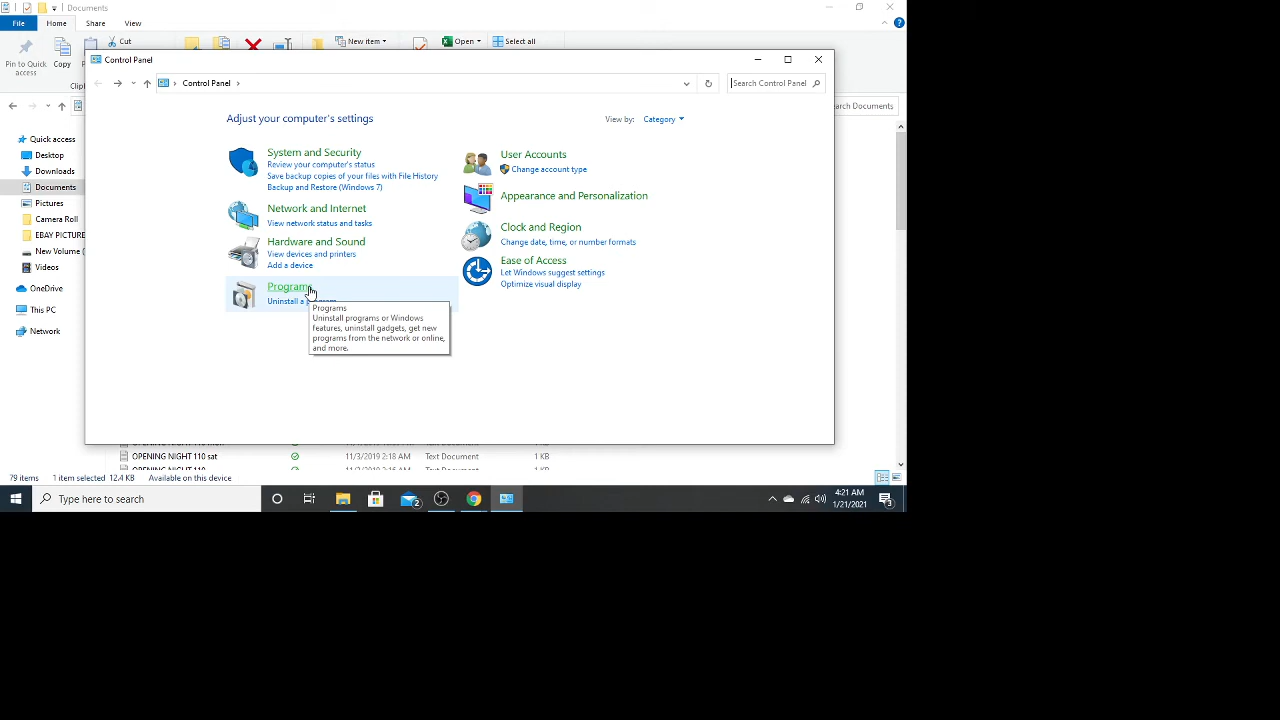 Documents
File Home Share View
Pin to Quick access
Copy
Cut
New item
Open
Select all
Control Panel
Control Panel
Search Control Panel
Adjust your computer's settings
View by: Category
System and Security
Review your computer's status
Save backup copies of your files with File History
Backup and Restore (Windows 7)
Network and Internet
View network status and tasks
Hardware and Sound
View devices and printers
Add a device
Programs
Uninstall a
Programs
Uninstall programs or Windows
features, uninstall gadgets, get new
programs from the network or online,
and more.
User Accounts
Change account type
Appearance and Personalization
Clock and Region
Change date, time, or number formats
Ease of Access
Let Windows suggest settings
Optimize visual display
Documents
Quick access
Desktop
Downloads
Documents
Pictures
Camera Roll
EBAY PICTURE
New Volume (
Videos
OneDrive
This PC
Network
OPENING NIGHT 110 sat 11/3/2019 2:18 AM Text Document 1 KB
OPENING NIGHT 110
79 items 1 item selected 12.4 KB Available on this device
Type here to search
2
4:21 AM
1/21/2021
3